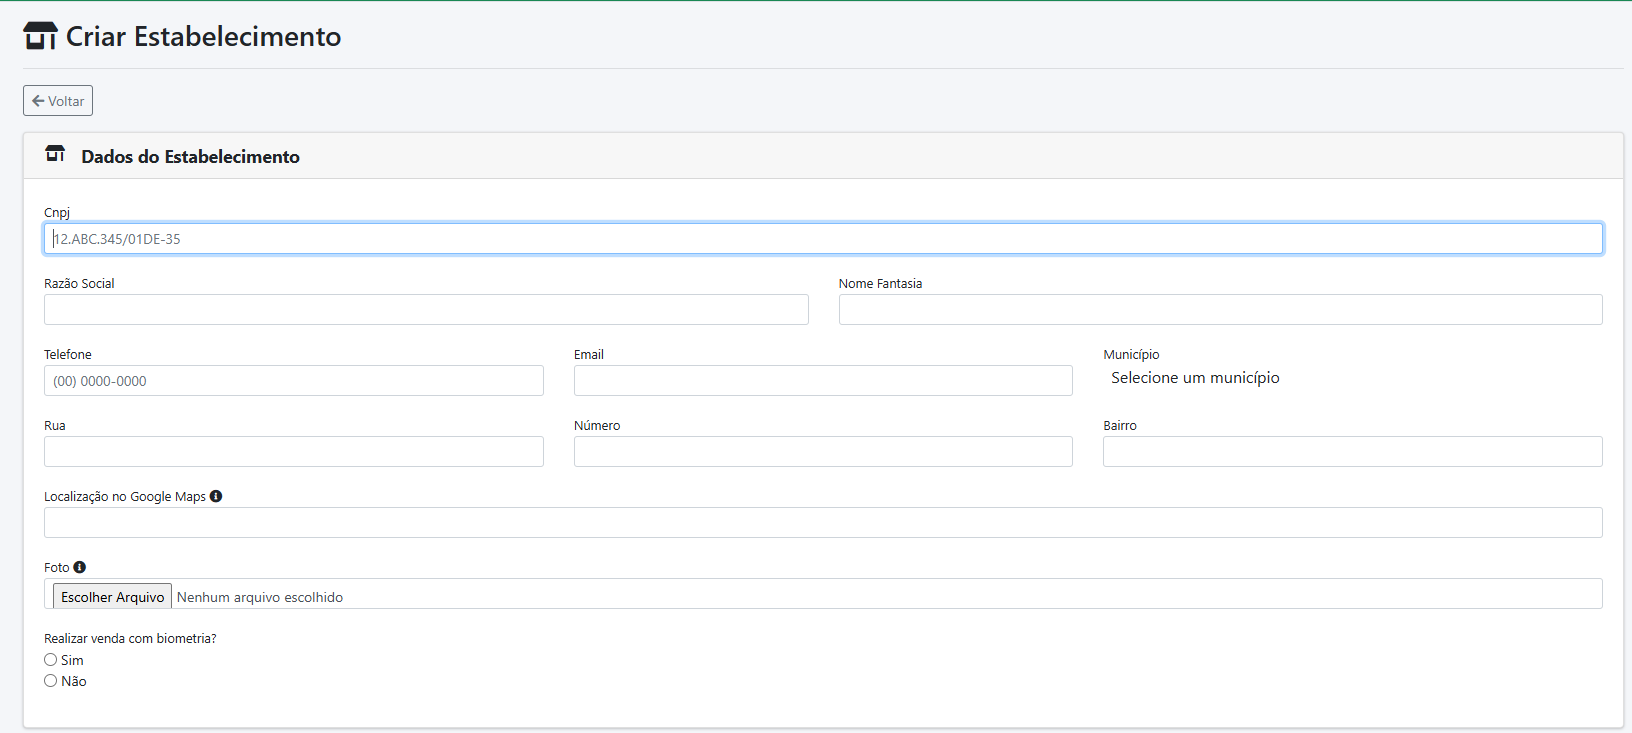 Criar Estabelecimento
Voltar
Dados do Estabelecimento
Cnpj
12.ABC.345/01DE-35
Razão Social Nome Fantasia
Telefone Email Município
(00) 0000-0000 Selecione um município
Rua Número Bairro
Localização no Google Maps
Foto
Escolher Arquivo Nenhum arquivo escolhido
Realizar venda com biometria?
Sim
Não